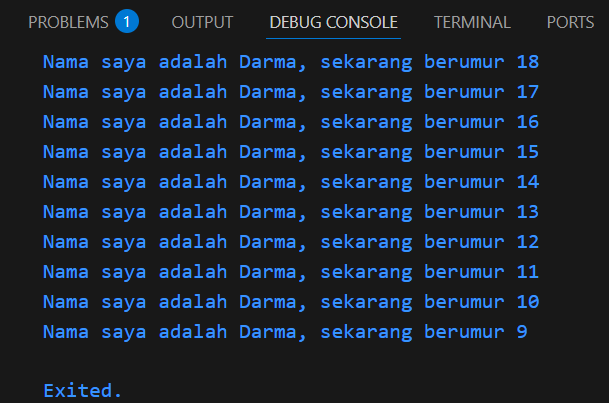 PROBLEMS 1 OUTPUT DEBUG CONSOLE TERMINAL PORTS
Nama saya adalah Darma, sekarang berumur 18
Nama saya adalah Darma, sekarang berumur 17
Nama saya adalah Darma, sekarang berumur 16
Nama saya adalah Darma, sekarang berumur 15
Nama saya adalah Darma, sekarang berumur 14
Nama saya adalah Darma, sekarang berumur 13
Nama saya adalah Darma, sekarang berumur 12
Nama saya adalah Darma, sekarang berumur 11
Nama saya adalah Darma, sekarang berumur 10
Nama saya adalah Darma, sekarang berumur 9
Exited.